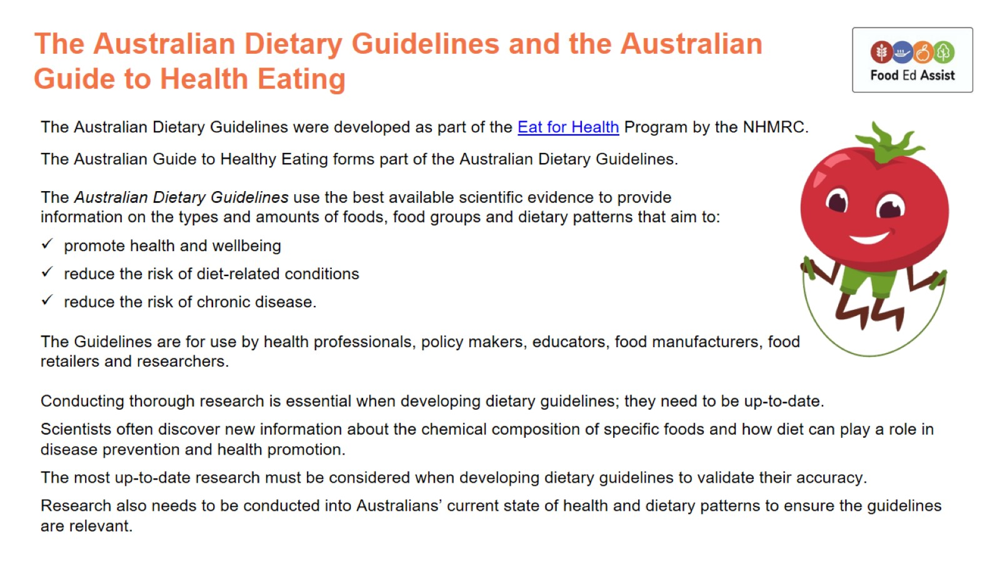 The Australian Dietary Guidelines and the Australian
Guide to Health Eating
Food Ed Assist
The Australian Dietary Guidelines were developed as part of the Eat for Health Program by the NHMRC.
The Australian Guide to Healthy Eating forms part of the Australian Dietary Guidelines.
The Australian Dietary Guidelines use the best available scientific evidence to provide
information on the types and amounts of foods, food groups and dietary patterns that aim to:
✓ promote health and wellbeing
✓ reduce the risk of diet-related conditions
✓ reduce the risk of chronic disease.
The Guidelines are for use by health professionals, policy makers, educators, food manufacturers, food
retailers and researchers.
Conducting thorough research is essential when developing dietary guidelines; they need to be up-to-date.
Scientists often discover new information about the chemical composition of specific foods and how diet can play a role in
disease prevention and health promotion.
The most up-to-date research must be considered when developing dietary guidelines to validate their accuracy.
Research also needs to be conducted into Australians’ current state of health and dietary patterns to ensure the guidelines
are relevant.